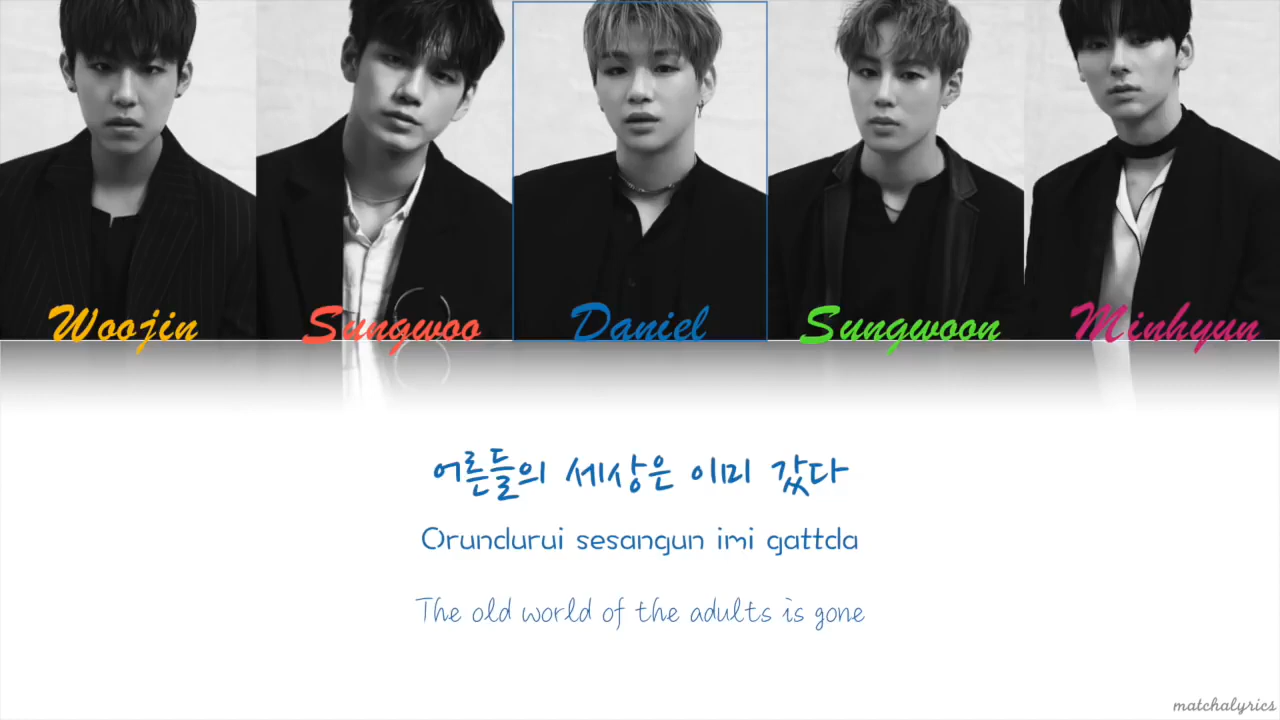 Woojin Sungwoo Daniel Sungwoon Minhyun
어른들의 세상은 이미 갔다
Orundurui sesangun imi gattda
The old world of the adults is gone
matchalyrics